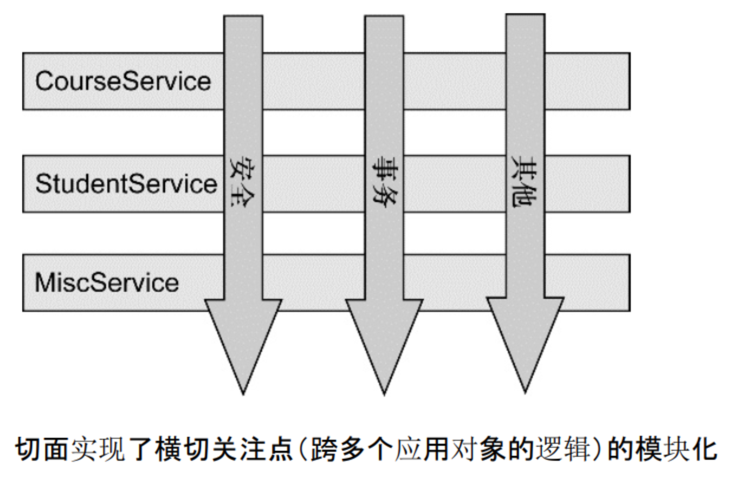 CourseService
StudentService
MiscService
安全
事务
其他
切面实现了横切关注点(跨多个应用对象的逻辑)的模块化